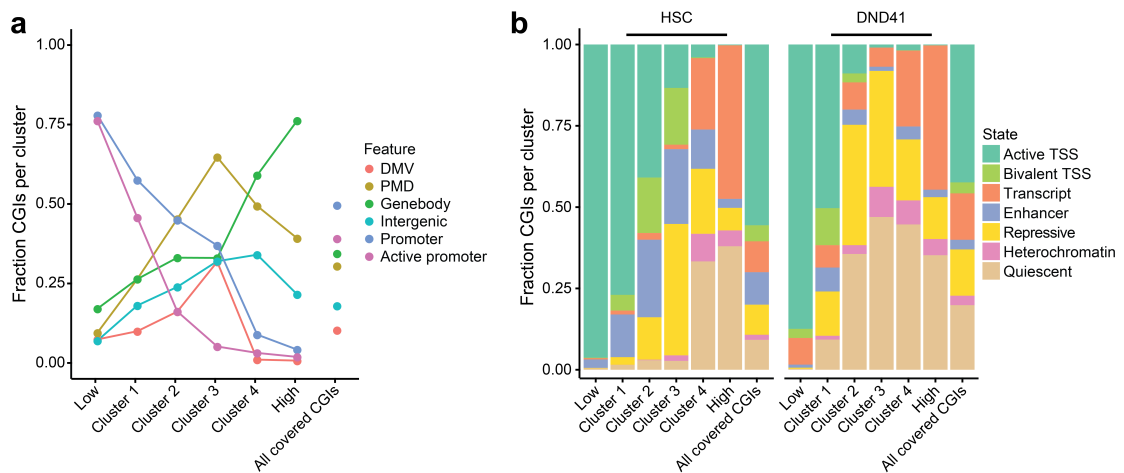 a
Fraction CGIs per cluster
1.00
0.75
0.50
0.25
0.00
Low
Cluster 1
Cluster 2
Cluster 3
Cluster 4
High
All covered CGIs
Feature
DMV
PMD
Genebody
Intergenic
Promoter
Active promoter
b
HSC
DND41
Fraction CGIs per cluster
1.00
0.75
0.50
0.25
0.00
Low
Cluster 1
Cluster 2
Cluster 3
Cluster 4
High
All covered CGIs
Low
Cluster 1
Cluster 2
Cluster 3
Cluster 4
High
All covered CGIs
State
Active TSS
Bivalent TSS
Transcript
Enhancer
Repressive
Heterochromatin
Quiescent